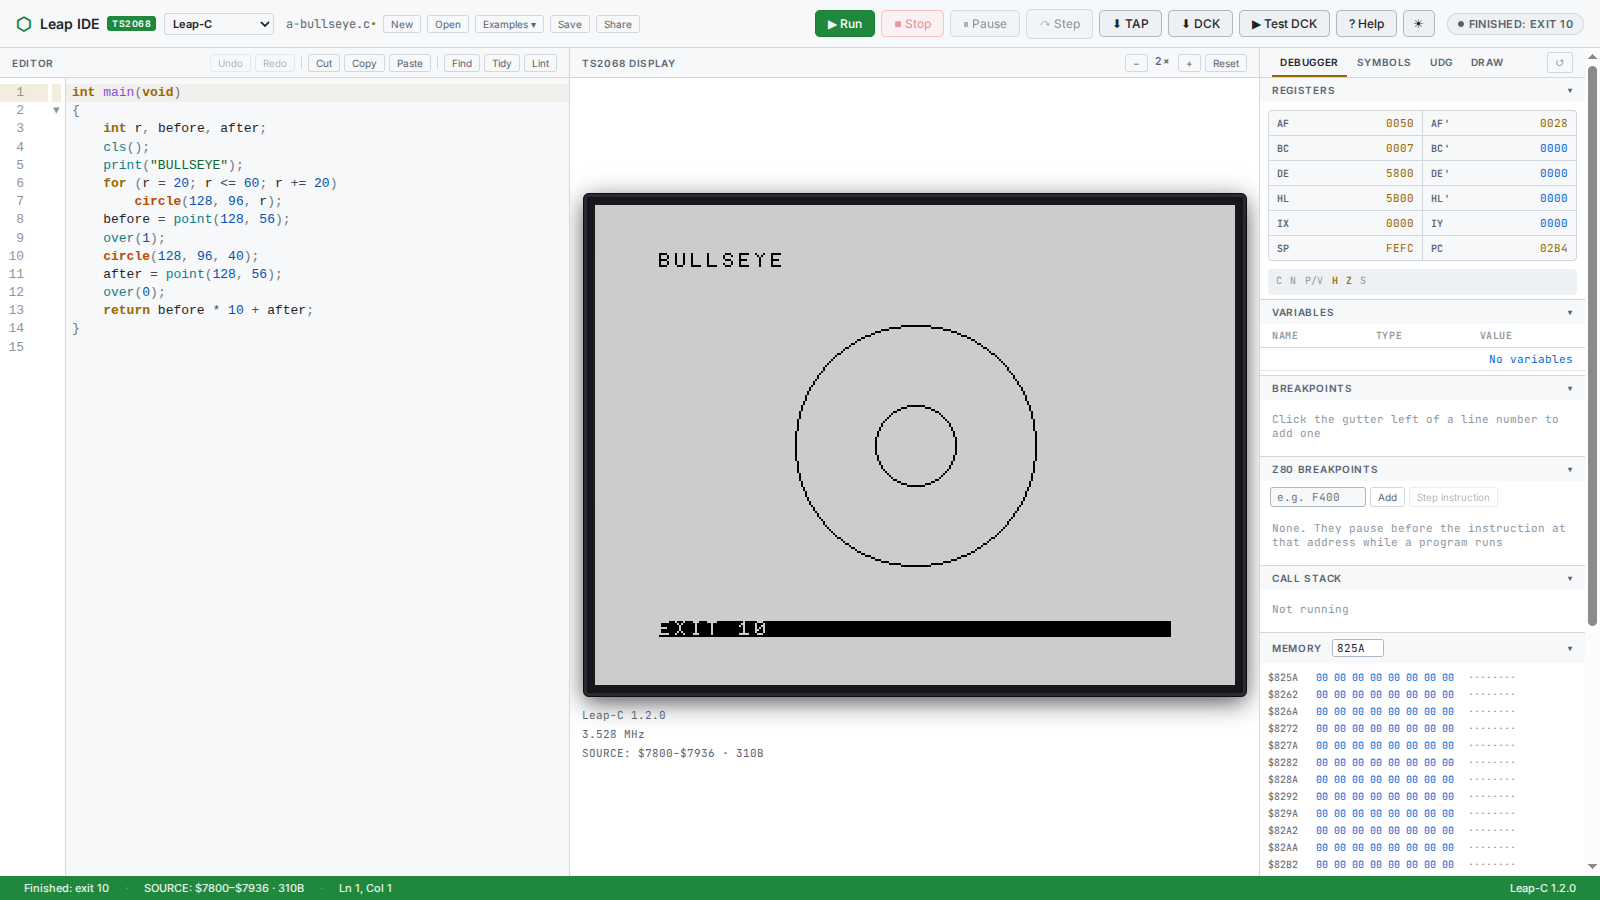 Leap IDE TS2068 Leap-C a-bullseye.c• New Open Examples ▾ Save Share ▶ Run Stop Pause Step ⬇ TAP ⬇ DCK ▶ Test DCK ? Help FINISHED: EXIT 10
EDITOR Undo Redo Cut Copy Paste Find Tidy Lint
1 int main(void)
2 {
3 int r, before, after;
4 cls();
5 print("BULLSEYE");
6 for (r = 20; r <= 60; r += 20)
7 circle(128, 96, r);
8 before = point(128, 56);
9 over(1);
10 circle(128, 96, 40);
11 after = point(128, 56);
12 over(0);
13 return before * 10 + after;
14 }
15
TS2068 DISPLAY − 2× + Reset
BULLSEYE
EXIT 10
Leap-C 1.2.0
3.528 MHz
SOURCE: $7800–$7936 · 310B
DEBUGGER SYMBOLS UDG DRAW
REGISTERS
AF 0050 AF' 0028
BC 0007 BC' 0000
DE 5800 DE' 0000
HL 5B00 HL' 0000
IX 0000 IY 0000
SP FEFC PC 02B4
C N P/V H Z S
VARIABLES
NAME TYPE VALUE
No variables
BREAKPOINTS
Click the gutter left of a line number to
add one
Z80 BREAKPOINTS
e.g. F400 Add Step instruction
None. They pause before the instruction at
that address while a program runs
CALL STACK
Not running
MEMORY 825A
$825A 00 00 00 00 00 00 00 00 ········
$8262 00 00 00 00 00 00 00 00 ········
$826A 00 00 00 00 00 00 00 00 ········
$8272 00 00 00 00 00 00 00 00 ········
$827A 00 00 00 00 00 00 00 00 ········
$8282 00 00 00 00 00 00 00 00 ········
$828A 00 00 00 00 00 00 00 00 ········
$8292 00 00 00 00 00 00 00 00 ········
$829A 00 00 00 00 00 00 00 00 ········
$82A2 00 00 00 00 00 00 00 00 ········
$82AA 00 00 00 00 00 00 00 00 ········
$82B2 00 00 00 00 00 00 00 00 ········
Finished: exit 10 · SOURCE: $7800–$7936 · 310B · Ln 1, Col 1 Leap-C 1.2.0